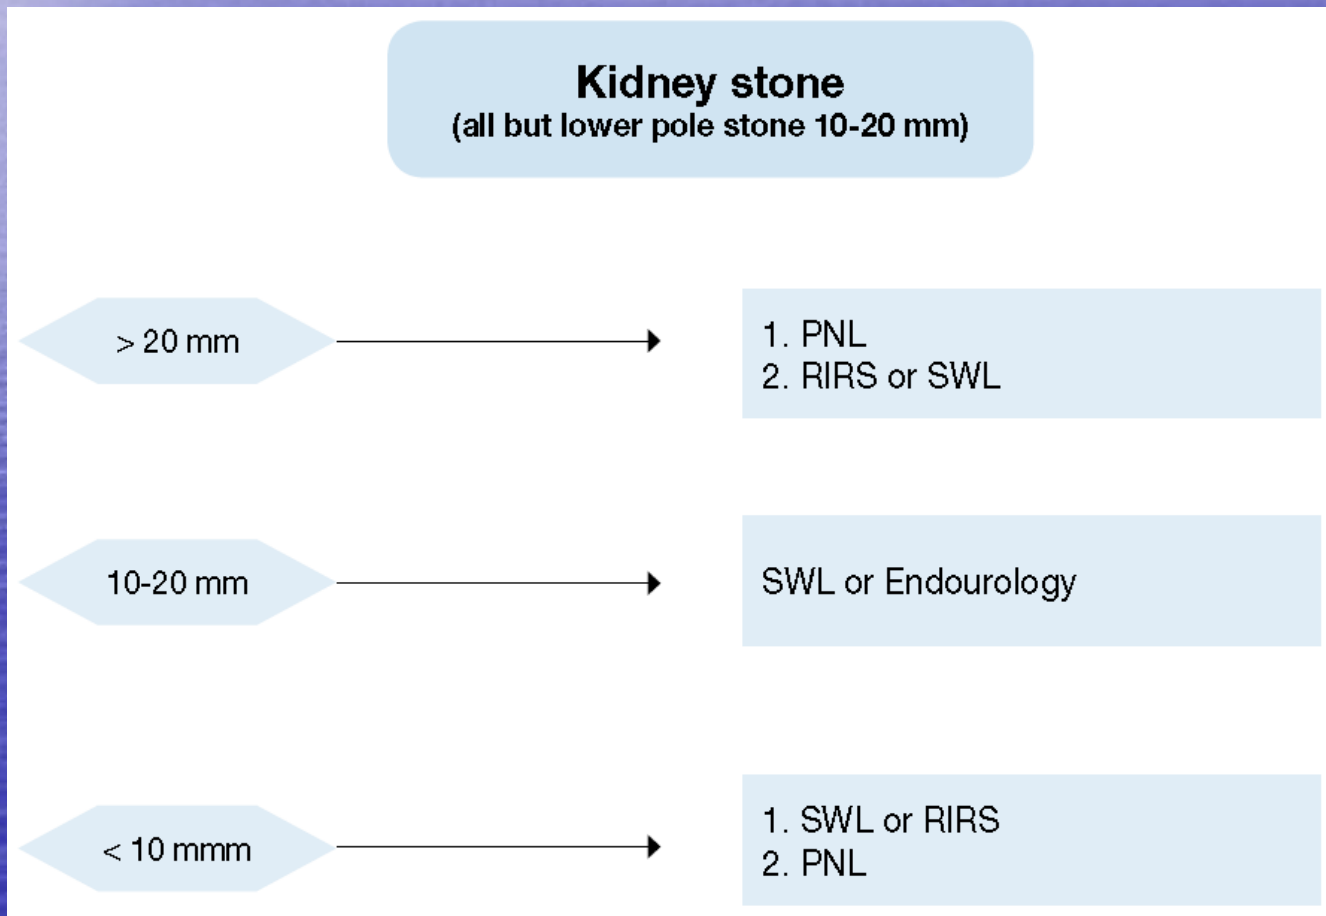 Kidney stone
(all but lower pole stone 10-20 mm)
> 20 mm
1. PNL
2. RIRS or SWL
10-20 mm
SWL or Endourology
< 10 mmm
1. SWL or RIRS
2. PNL